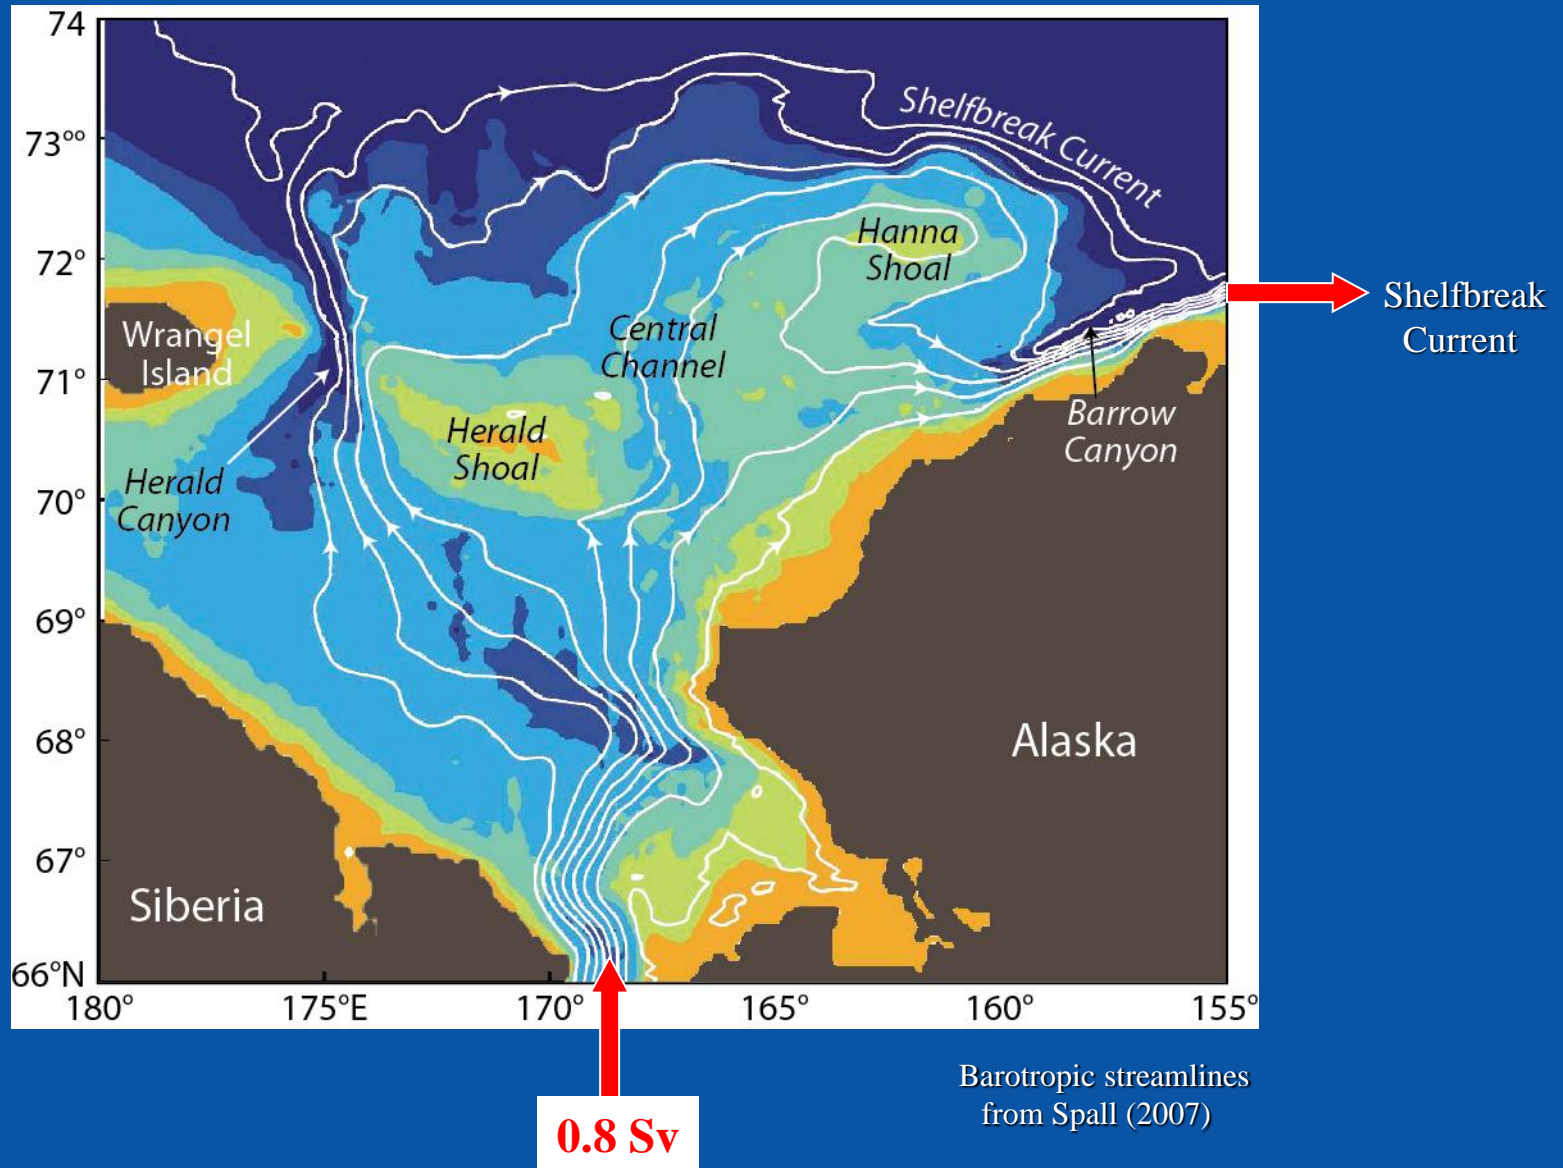 74
73°°
72°
71°
70°
69°
68°
67°
66°N
180°
175°E
170°
165°
160°
155°
Shelfbreak Current
Hanna
Shoal
Wrangel
Island
Central
Channel
Herald
Shoal
Herald
Canyon
Barrow
Canyon
Alaska
Siberia
Shelfbreak
Current
Barotropic streamlines
from Spall (2007)
0.8 Sv